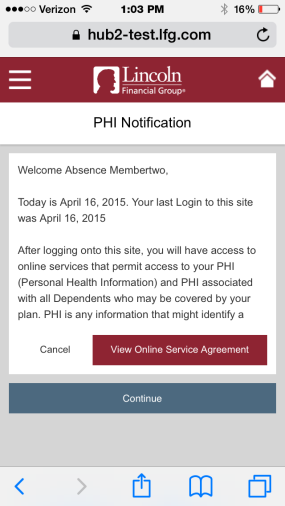 Verizon 1:03 PM 16%
hub2-test.lfg.com
Lincoln
Financial Group®
PHI Notification
Welcome Absence Membertwo,
Today is April 16, 2015. Your last Login to this site
was April 16, 2015
After logging onto this site, you will have access to
online services that permit access to your PHI
(Personal Health Information) and PHI associated
with all Dependents who may be covered by your
plan. PHI is any information that might identify a
Cancel View Online Service Agreement
Continue